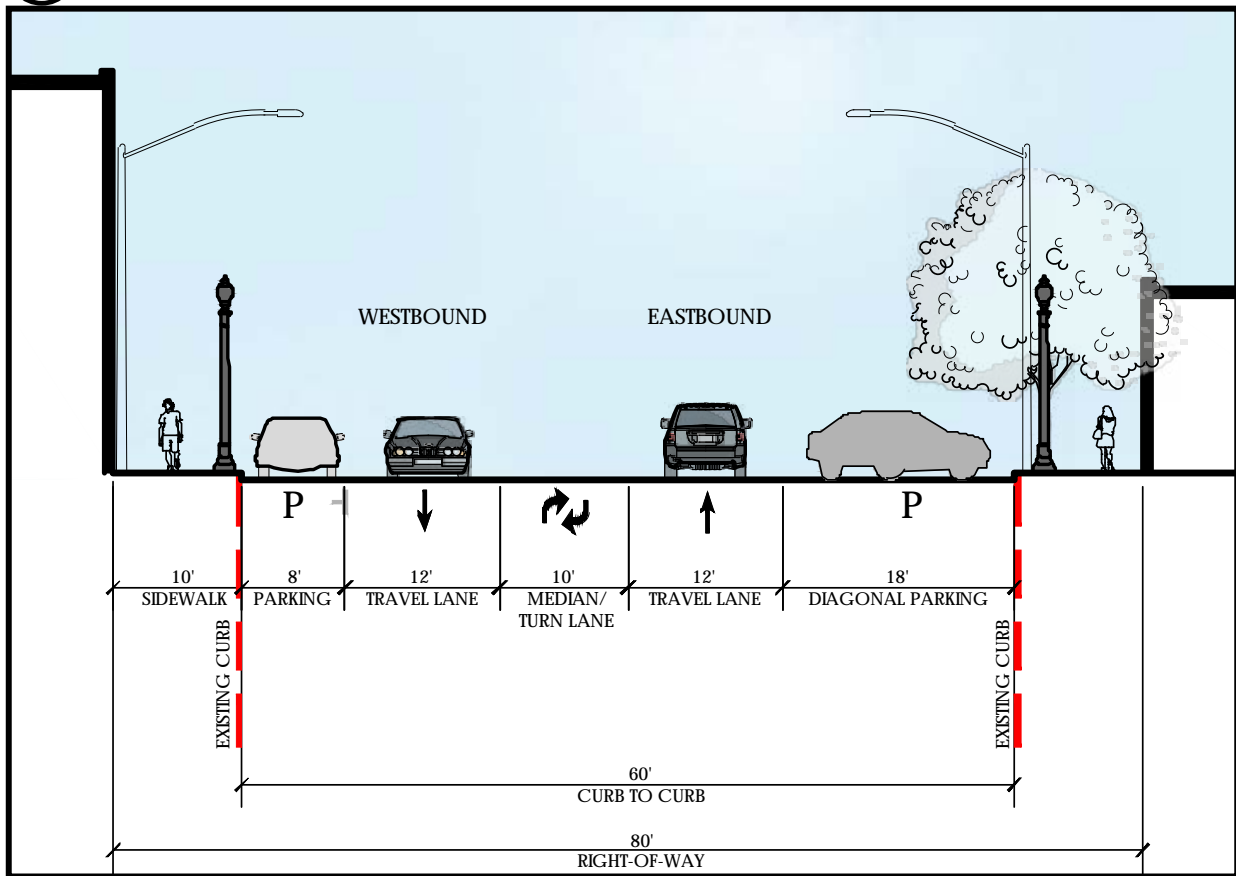 WESTBOUND
EASTBOUND
P
P
10'
SIDEWALK
8'
PARKING
12'
TRAVEL LANE
10'
MEDIAN/
TURN LANE
12'
TRAVEL LANE
18'
DIAGONAL PARKING
EXISTING CURB
EXISTING CURB
60'
CURB TO CURB
80'
RIGHT-OF-WAY